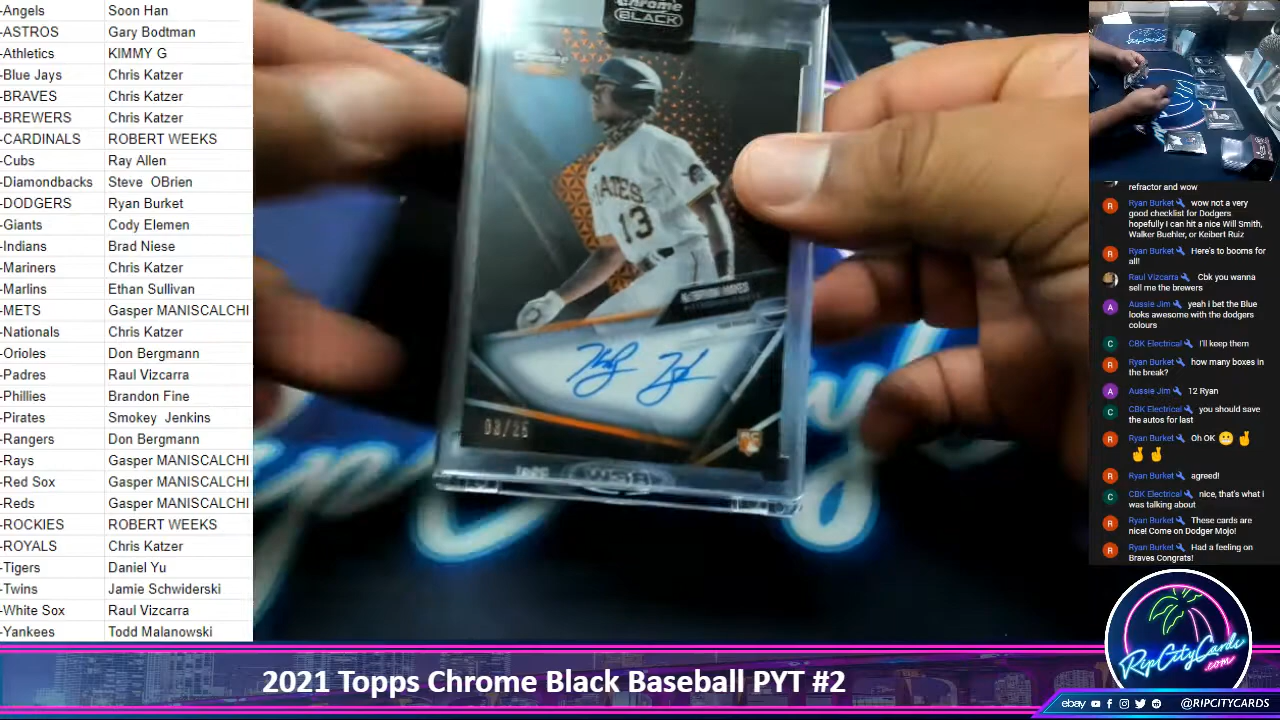 -Angels Soon Han
-ASTROS Gary Bodtman
-Athletics KIMMY G
-Blue Jays Chris Katzer
-BRAVES Chris Katzer
-BREWERS Chris Katzer
-CARDINALS ROBERT WEEKS
-Cubs Ray Allen
-Diamondbacks Steve OBrien
-DODGERS Ryan Burket
-Giants Cody Elemen
-Indians Brad Niese
-Mariners Chris Katzer
-Marlins Ethan Sullivan
-METS Gasper MANISCALCHI
-Nationals Chris Katzer
-Orioles Don Bergmann
-Padres Raul Vizcarra
-Phillies Brandon Fine
-Pirates Smokey Jenkins
-Rangers Don Bergmann
-Rays Gasper MANISCALCHI
-Red Sox Gasper MANISCALCHI
-Reds Gasper MANISCALCHI
-ROCKIES ROBERT WEEKS
-ROYALS Chris Katzer
-Tigers Daniel Yu
-Twins Jamie Schwiderski
-White Sox Raul Vizcarra
-Yankees Todd Malanowski
Chrome
BLACK
13
refractor and wow
R Ryan Burket wow not a very
good checklist for Dodgers
hopefully I can hit a nice Will Smith,
Walker Buehler, or Keibert Ruiz
R Ryan Burket Here's to booms for
all!
Raul Vizcarra Cbk you wanna
sell me the brewers
A Aussie Jim yeah i bet the Blue
looks awesome with the dodgers
colours
C CBK Electrical I'll keep them
R Ryan Burket how many boxes in
the break?
A Aussie Jim 12 Ryan
C CBK Electrical you should save
the autos for last
R Ryan Burket Oh OK 😬🤞
🤞🤞
R Ryan Burket agreed!
C CBK Electrical nice, that's what i
was talking about
R Ryan Burket These cards are
nice! Come on Dodger Mojo!
R Ryan Burket Had a feeling on
Braves Congrats!
RipCityCards
.com
2021 Topps Chrome Black Baseball PYT #2
ebay @RIPCITYCARDS